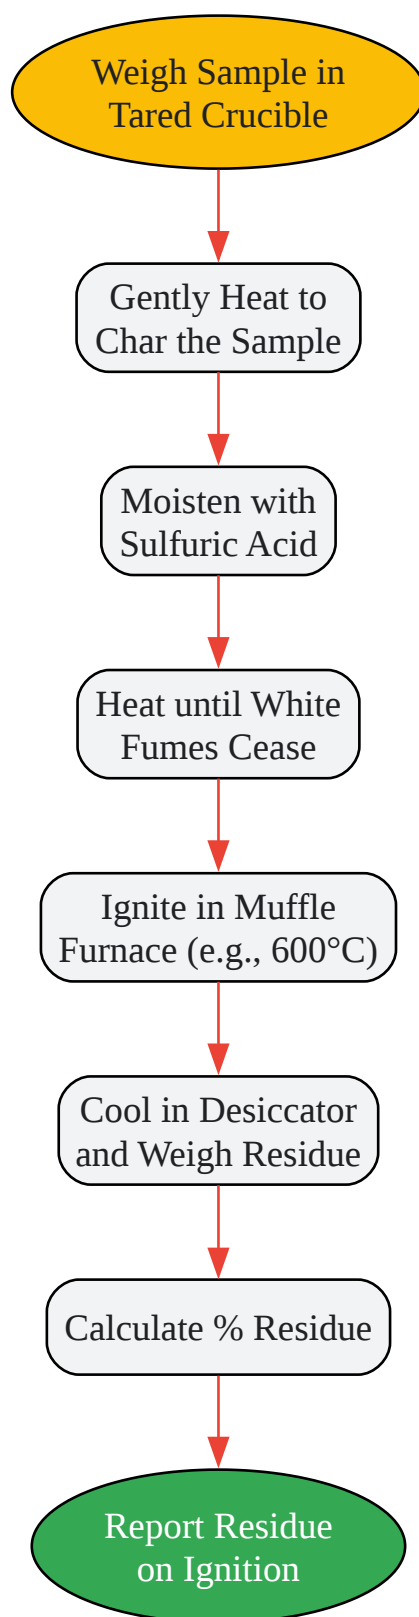 Weigh Sample in
Tared Crucible
Gently Heat to
Char the Sample
Moisten with
Sulfuric Acid
Heat until White
Fumes Cease
Ignite in Muffle
Furnace (e.g., 600°C)
Cool in Desiccator
and Weigh Residue
Calculate % Residue
Report Residue
on Ignition